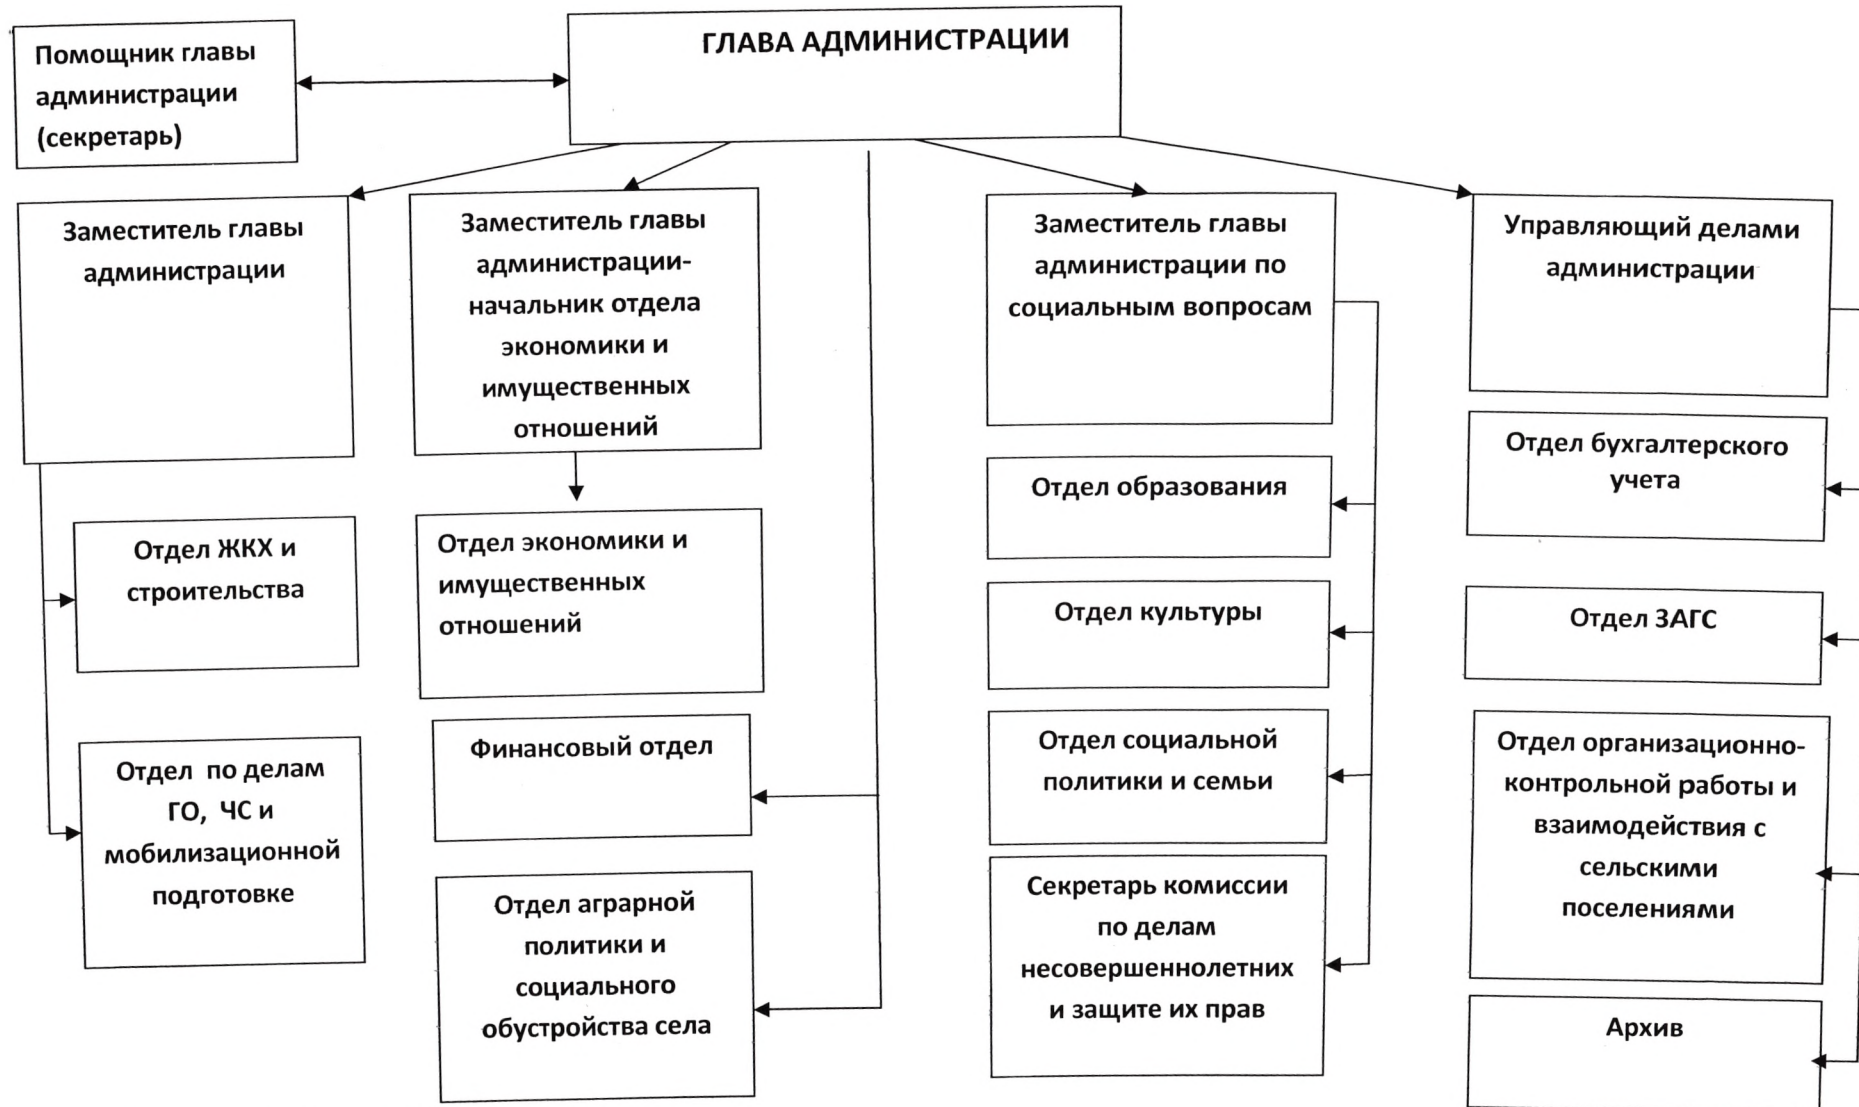 Помощник главы
администрации
(секретарь)
ГЛАВА АДМИНИСТРАЦИИ
Заместитель главы
администрации
Заместитель главы
администрации-
начальник отдела
экономики и
имущественных
отношений
Заместитель главы
администрации по
социальным вопросам
Управляющий делами
администрации
Отдел ЖКХ и
строительства
Отдел по делам
ГО, ЧС и
мобилизационной
подготовке
Отдел экономики и
имущественных
отношений
Финансовый отдел
Отдел аграрной
политики и
социального
обустройства села
Отдел образования
Отдел культуры
Отдел социальной
политики и семьи
Секретарь комиссии
по делам
несовершеннолетних
и защите их прав
Отдел бухгалтерского
учета
Отдел ЗАГС
Отдел организационно-
контрольной работы и
взаимодействия с
сельскими
поселениями
Архив